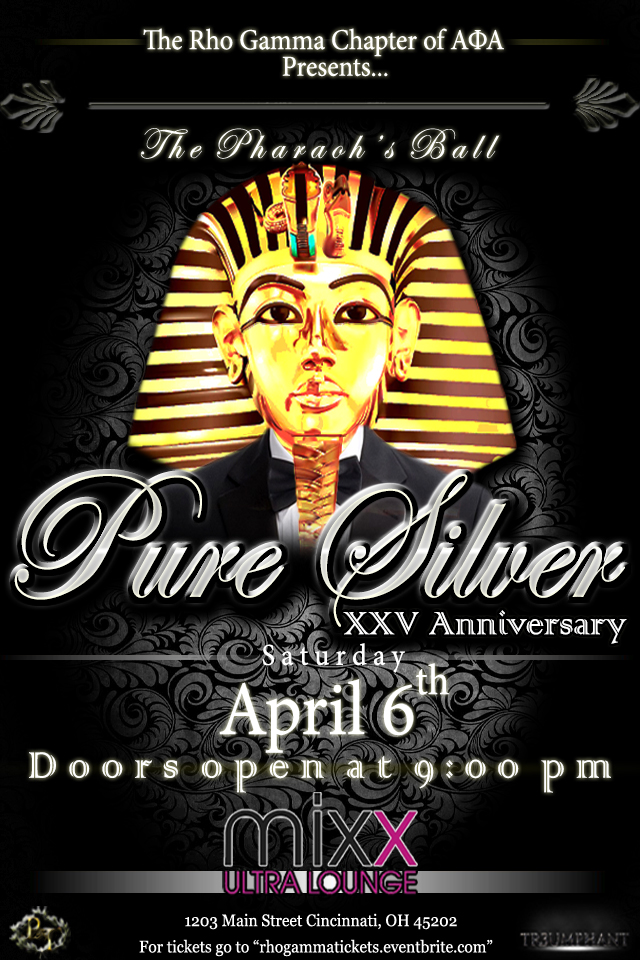 The Rho Gamma Chapter of ΑΦΑ
Presents...
The Pharaoh's Ball
Pure Silver
XXV Anniversary
Saturday
April 6th
Doors open at 9:00 pm
mixx
ULTRA LOUNGE
1203 Main Street Cincinnati, OH 45202
For tickets go to “rhogammatickets.eventbrite.com”
TR3UMPHANT